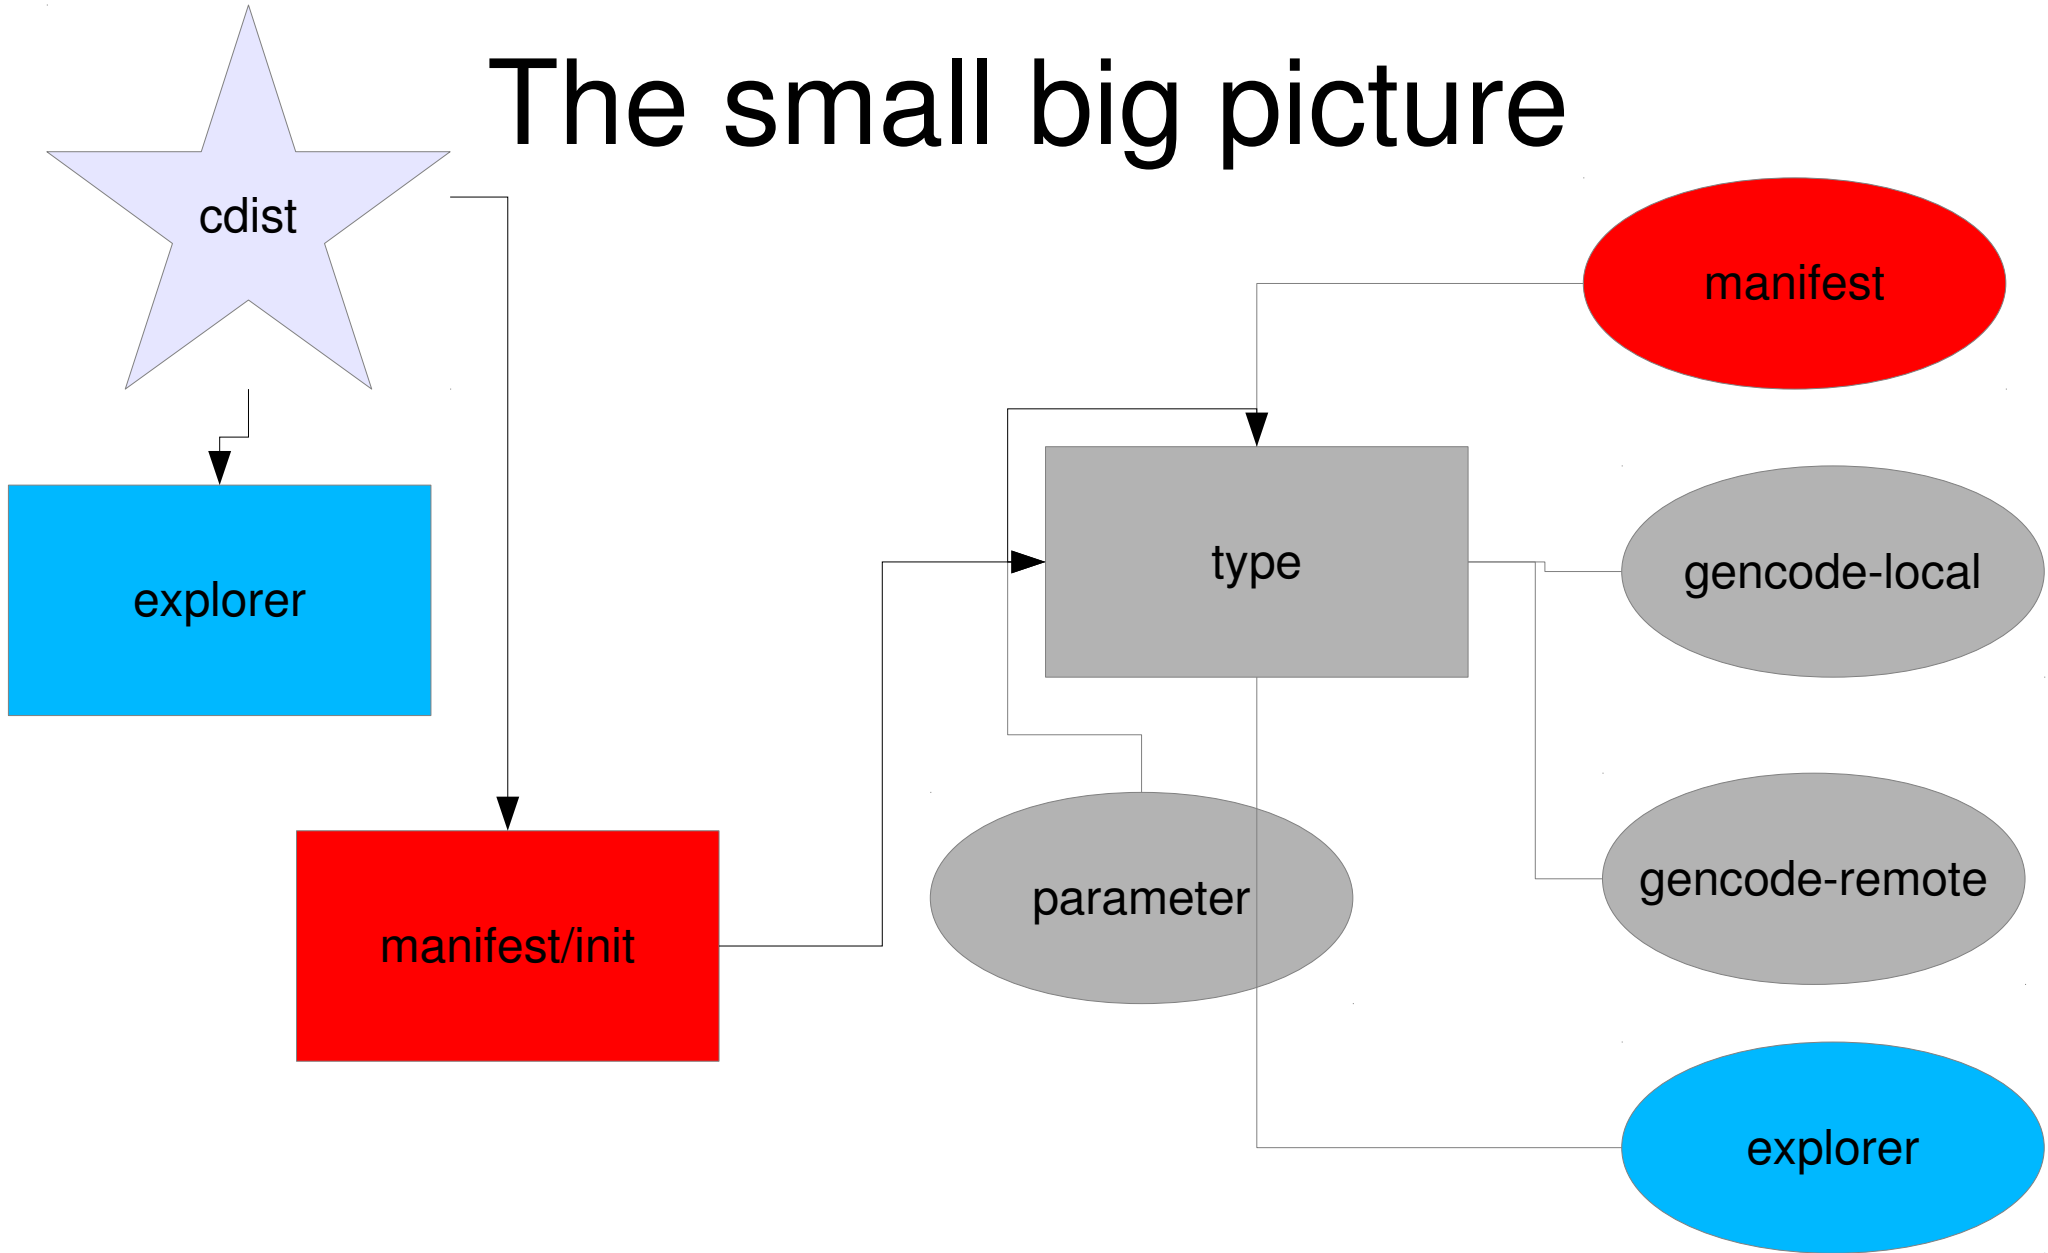 The small big picture
cdist
manifest
explorer
type
gencode-local
manifest/init
parameter
gencode-remote
explorer